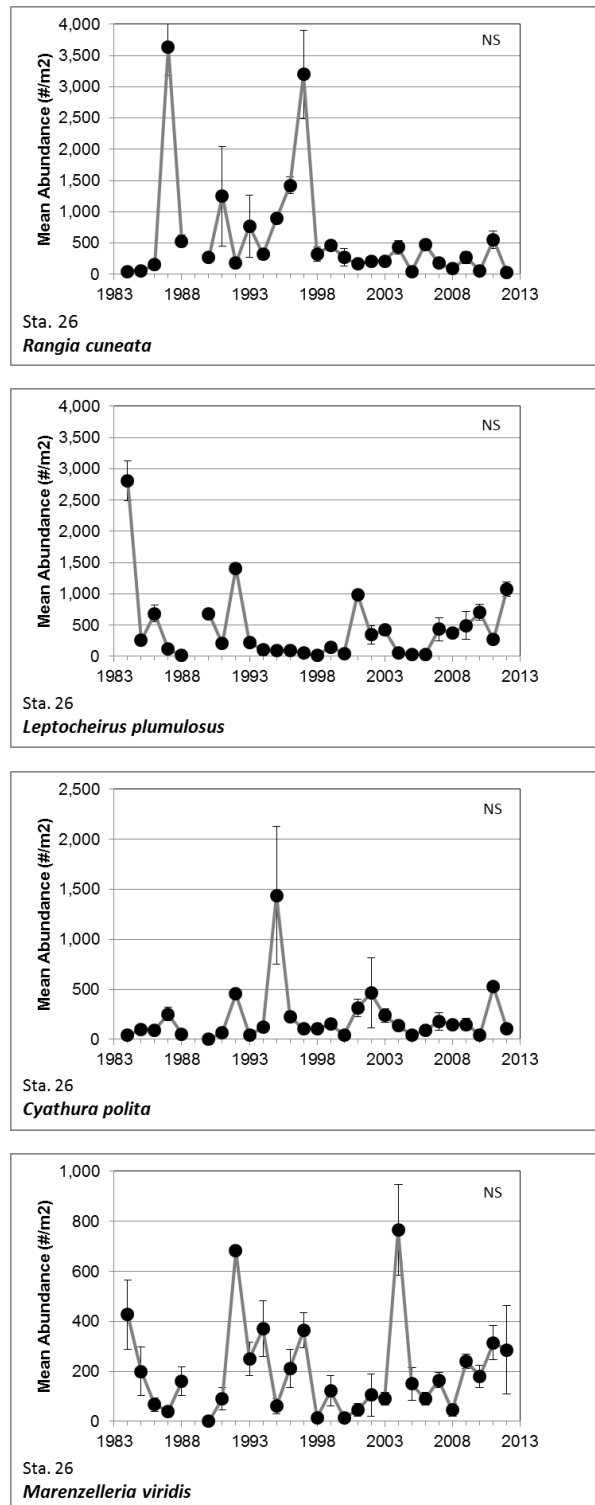 4,000
NS
3,500
3,000
2,500
2,000
1,500
1,000
500
0
Mean Abundance (#/m2)
1983 1988 1993 1998 2003 2008 2013
Sta. 26
Rangia cuneata
4,000
NS
3,500
3,000
2,500
2,000
1,500
1,000
500
0
Mean Abundance (#/m2)
1983 1988 1993 1998 2003 2008 2013
Sta. 26
Leptocheirus plumulosus
2,500
NS
2,000
1,500
1,000
500
0
Mean Abundance (#/m2)
1983 1988 1993 1998 2003 2008 2013
Sta. 26
Cyathura polita
1,000
NS
800
600
400
200
0
Mean Abundance (#/m2)
1983 1988 1993 1998 2003 2008 2013
Sta. 26
Marenzelleria viridis